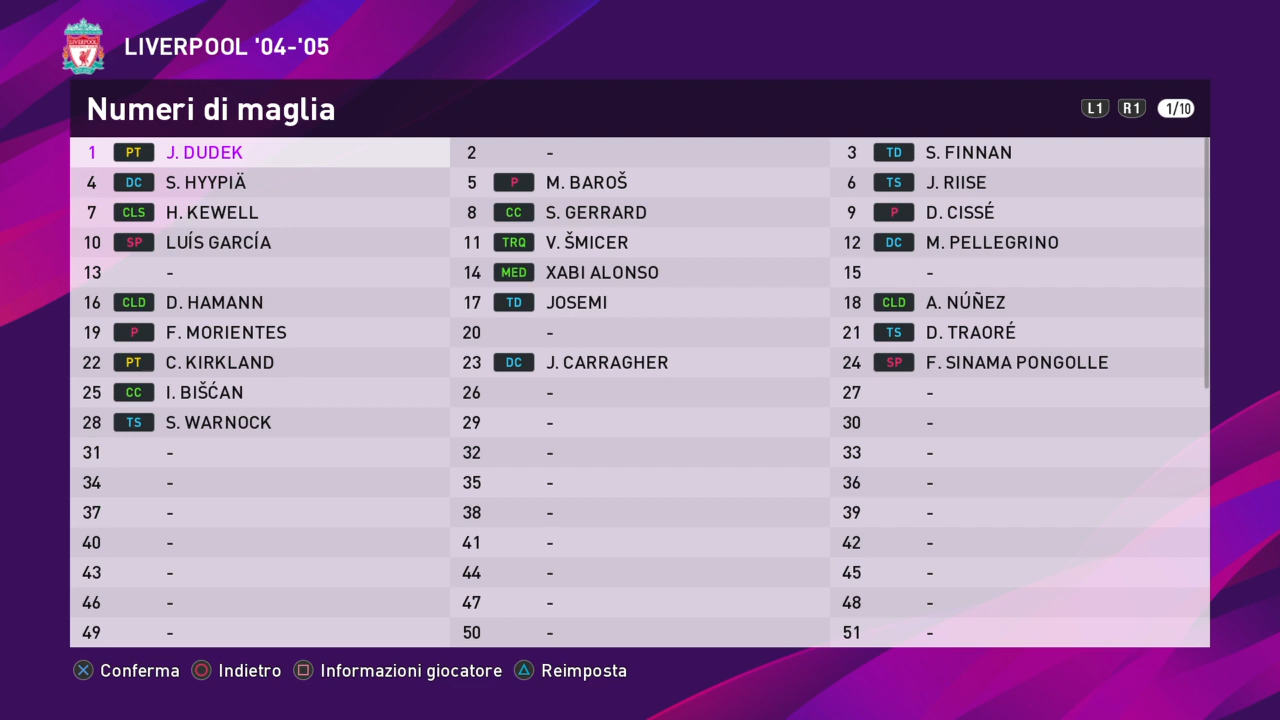 LIVERPOOL '04-'05
Numeri di maglia
L1 R1 1/10
1 PT J. DUDEK 2 - 3 TD S. FINNAN
4 DC S. HYYPIÄ 5 P M. BAROŠ 6 TS J. RIISE
7 CLS H. KEWELL 8 CC S. GERRARD 9 P D. CISSÉ
10 SP LUÍS GARCÍA 11 TRQ V. ŠMICER 12 DC M. PELLEGRINO
13 - 14 MED XABI ALONSO 15 -
16 CLD D. HAMANN 17 TD JOSEMI 18 CLD A. NÚÑEZ
19 P F. MORIENTES 20 - 21 TS D. TRAORÉ
22 PT C. KIRKLAND 23 DC J. CARRAGHER 24 SP F. SINAMA PONGOLLE
25 CC I. BIŠĆAN 26 - 27 -
28 TS S. WARNOCK 29 - 30 -
31 - 32 - 33 -
34 - 35 - 36 -
37 - 38 - 39 -
40 - 41 - 42 -
43 - 44 - 45 -
46 - 47 - 48 -
49 - 50 - 51 -
Conferma Indietro Informazioni giocatore Reimposta